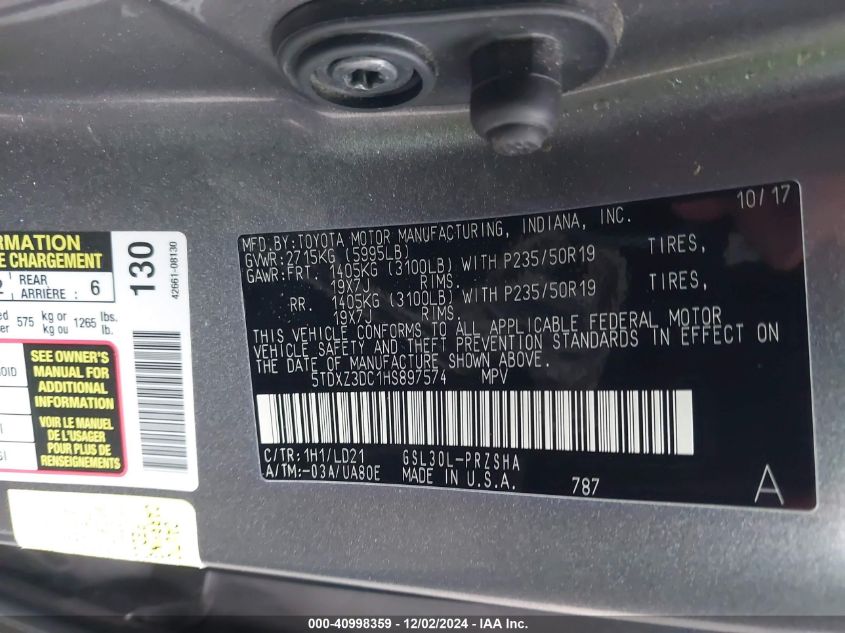 10/17
MFD.BY:TOYOTA MOTOR MANUFACTURING, INDIANA, INC.
GVWR:2715KG (5995LB)
GAWR:FRT. 1405KG (3100LB) WITH P235/50R19 TIRES,
19X7J RIMS.
RR. 1405KG (3100LB) WITH P235/50R19 TIRES,
19X7J RIMS.
THIS VEHICLE CONFORMS TO ALL APPLICABLE FEDERAL MOTOR
VEHICLE SAFETY AND THEFT PREVENTION STANDARDS IN EFFECT ON
THE DATE OF MANUFACTURE SHOWN ABOVE.
5TDXZ3DC1HS897574 MPV
C/TR:1H1/LD21 GSL30L-PRZSHA
A/TM:-03A/UA80E MADE IN U.S.A. 787 A
E CHARGEMENT
REAR
ARRIÈRE : 6
575 kg or 1265 lbs.
kg ou lb.
130
42661-08130
SEE OWNER'S
MANUAL FOR
ADDITIONAL
INFORMATION
VOIR LE MANUEL
DE L'USAGER
POUR PLUS DE
RENSEIGNEMENTS
000-40998359 - 12/02/2024 - IAA Inc.